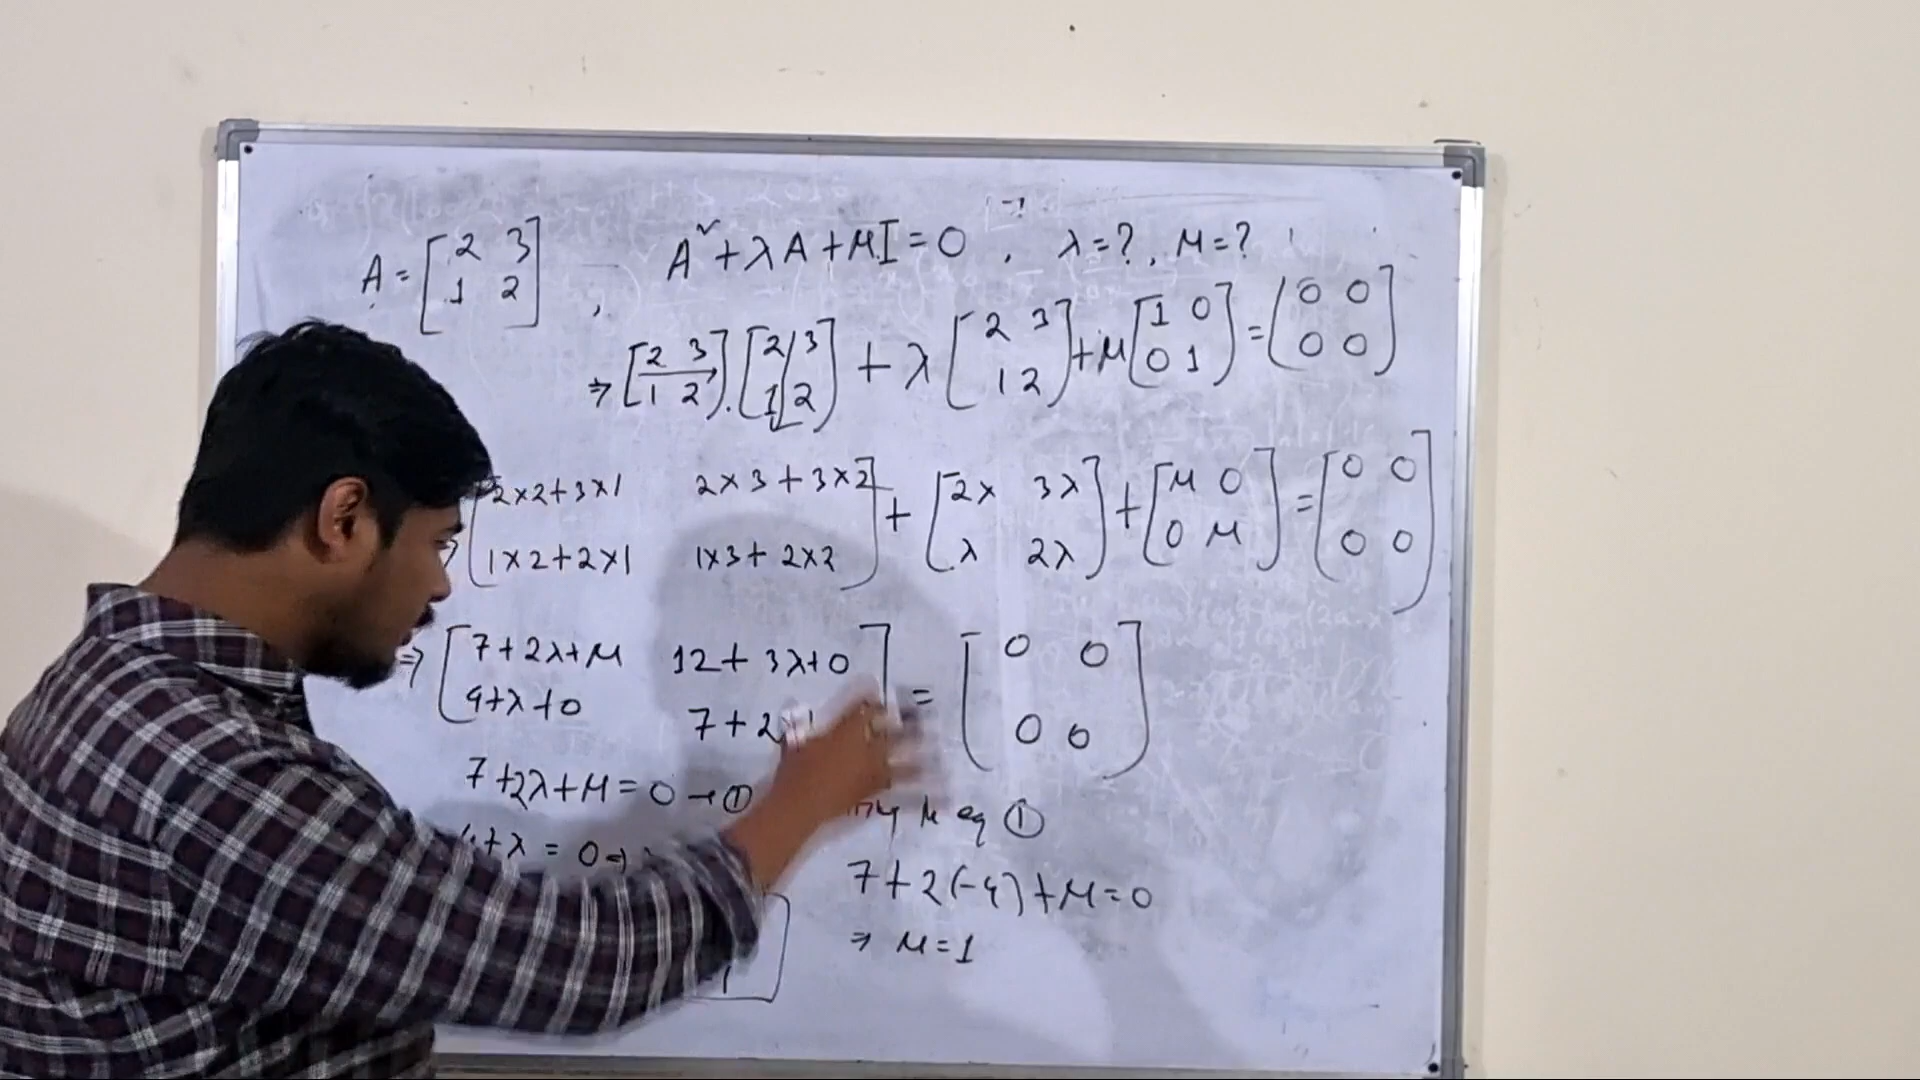 A = [2 3 1 2], A² + λA + μI = 0, λ = ?, μ = ?
⇒ [2 3 1 2] . [2 3 1 2] + λ [2 3 1 2] + μ [1 0 0 1] = [0 0 0 0]
[2×2+3×1 2×3+3×2 1×2+2×1 1×3+2×2] + [2λ 3λ λ 2λ] + [μ 0 0 μ] = [0 0 0 0]
⇒ [7+2λ+μ 12+3λ+0 4+λ+0 7+2λ] = [0 0 0 0]
7+2λ+μ = 0 → ①
4+λ = 0 ⇒
eq ①
7+2(-4)+μ = 0
⇒ μ = 1